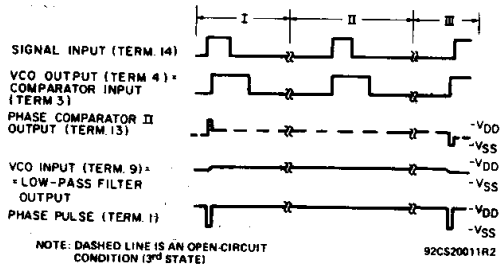 I II III
SIGNAL INPUT (TERM. 14)
VCO OUTPUT (TERM 4) =
COMPARATOR INPUT
(TERM 3)
PHASE COMPARATOR II
OUTPUT (TERM. 13)
-VDD
-VSS
VCO INPUT (TERM. 9) =
= LOW-PASS FILTER
OUTPUT
-VDD
PHASE PULSE (TERM. 1)
-VDD
-VSS
NOTE: DASHED LINE IS AN OPEN-CIRCUIT
CONDITION (3rd STATE)
92CS20011R2